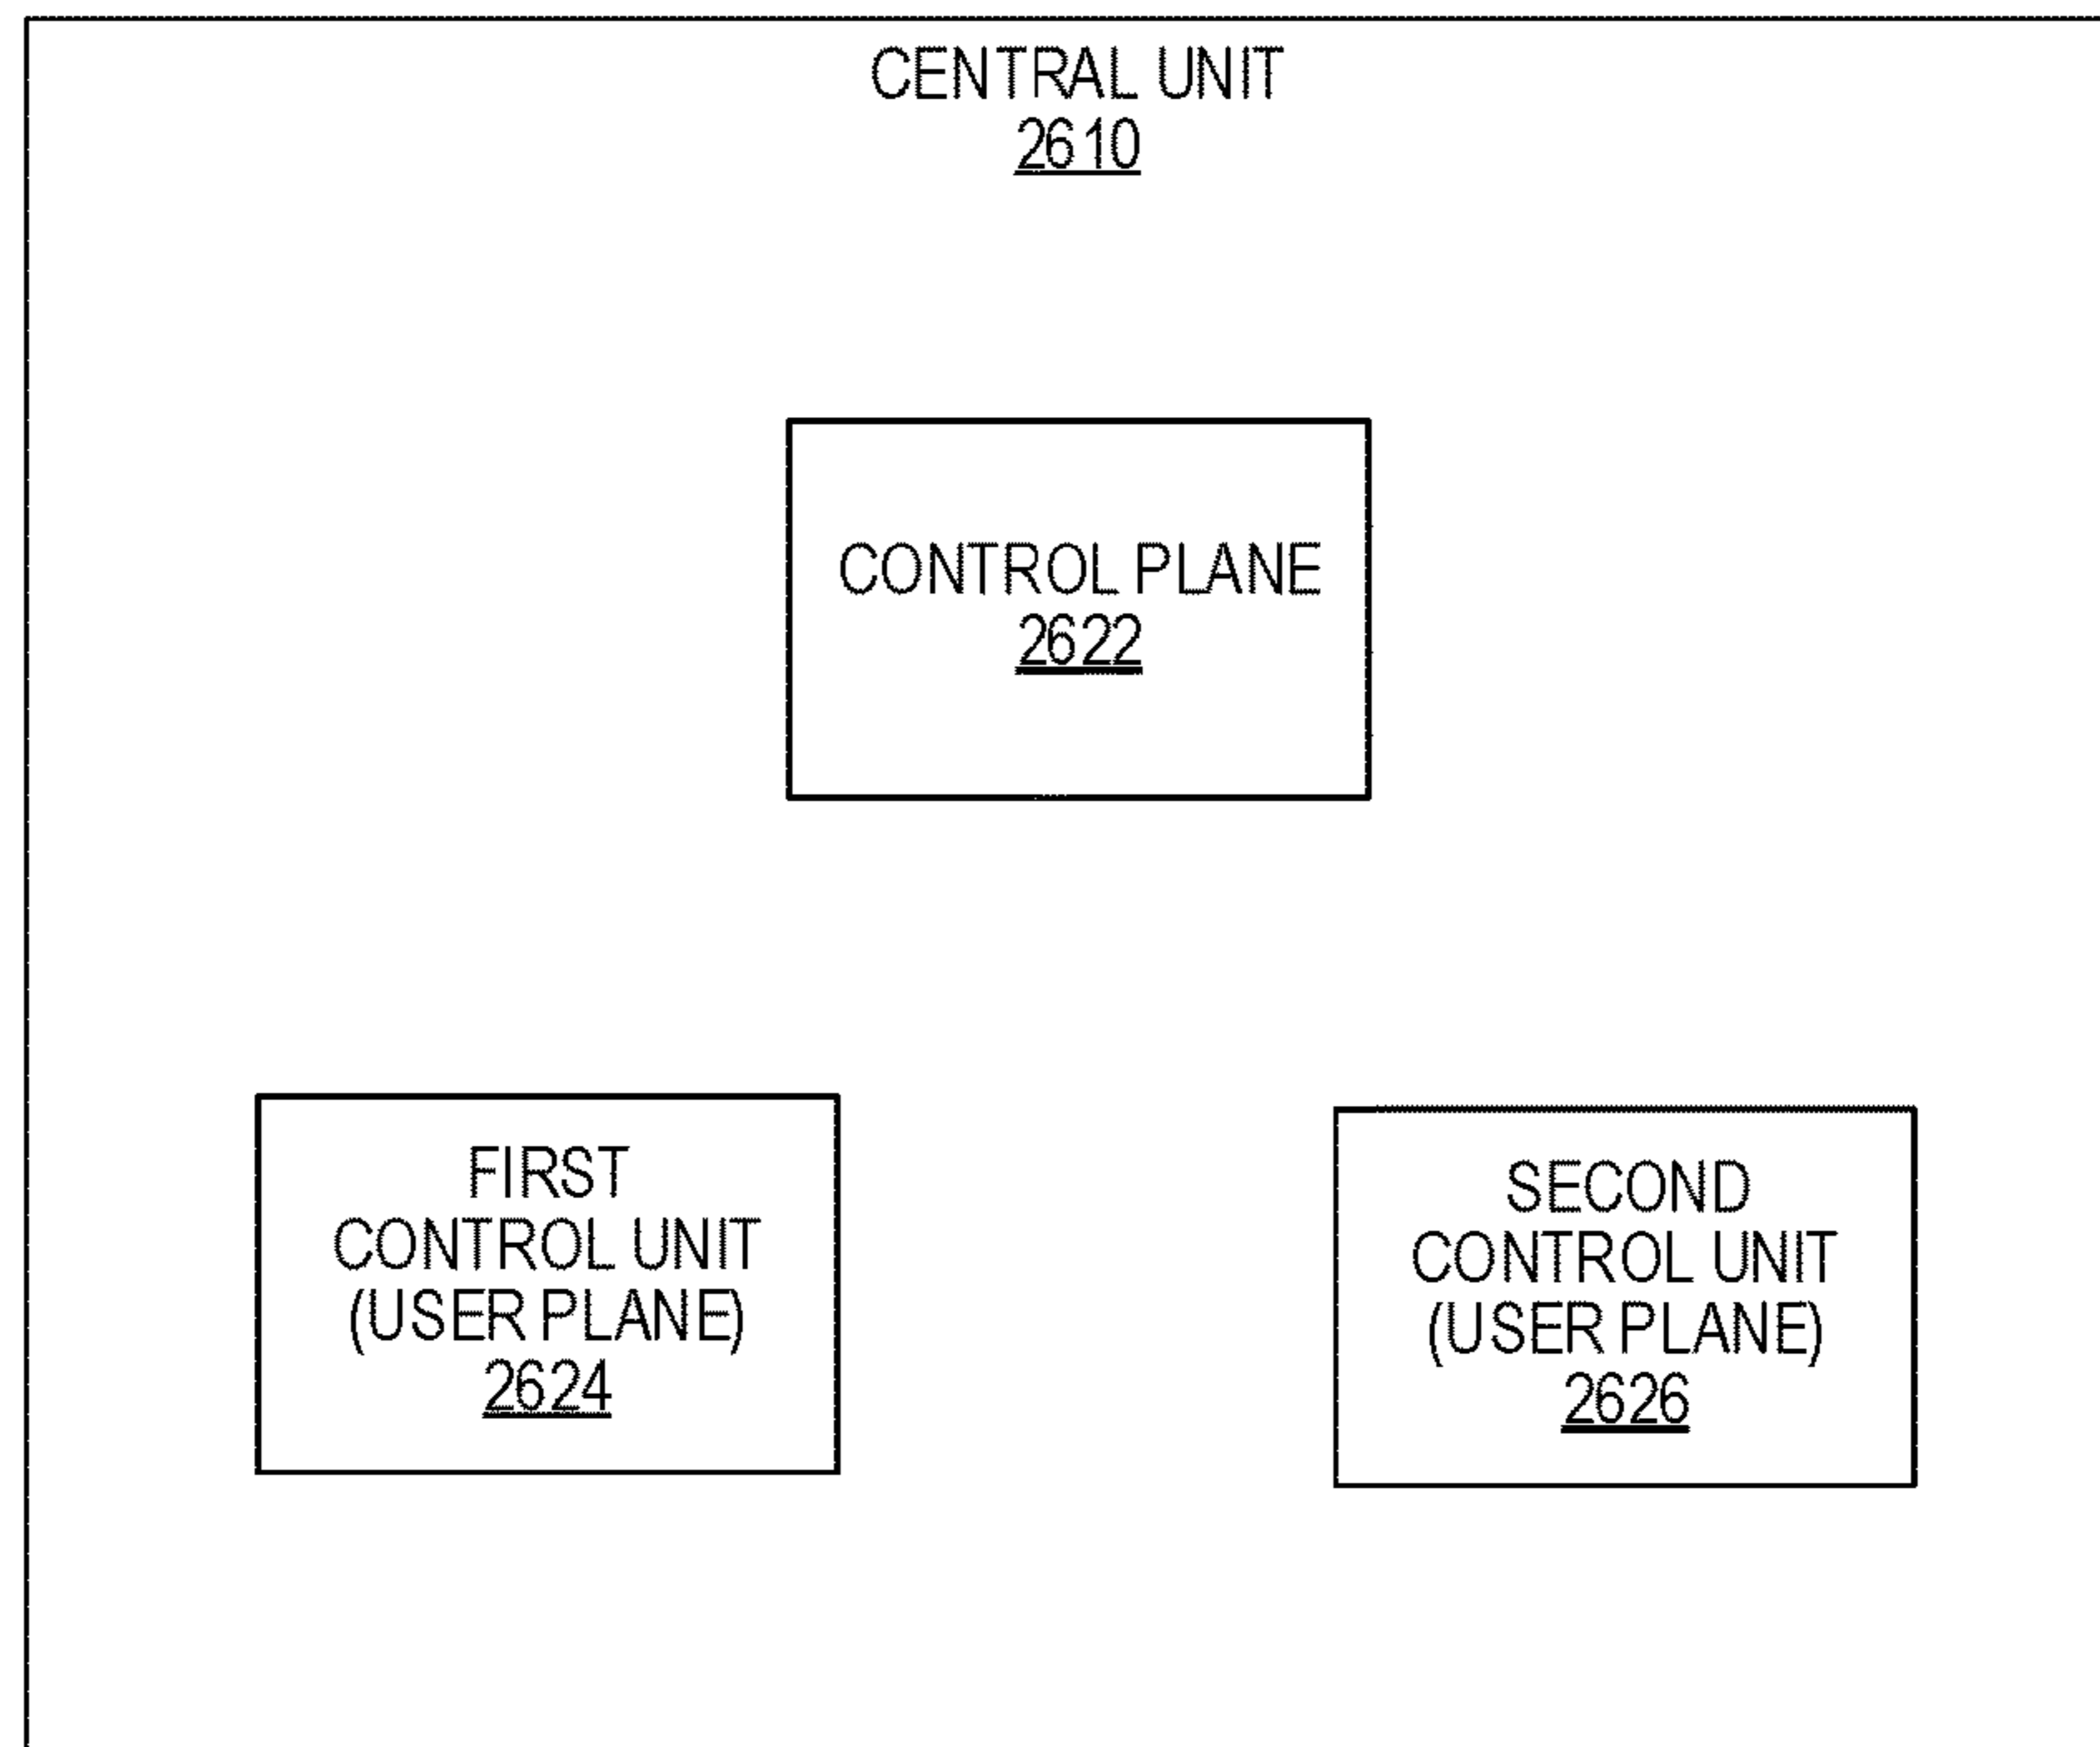 CENTRAL UNIT
2610
CONTROL PLANE
2622
FIRST
CONTROL UNIT
(USER PLANE)
2624
SECOND
CONTROL UNIT
(USER PLANE)
2626